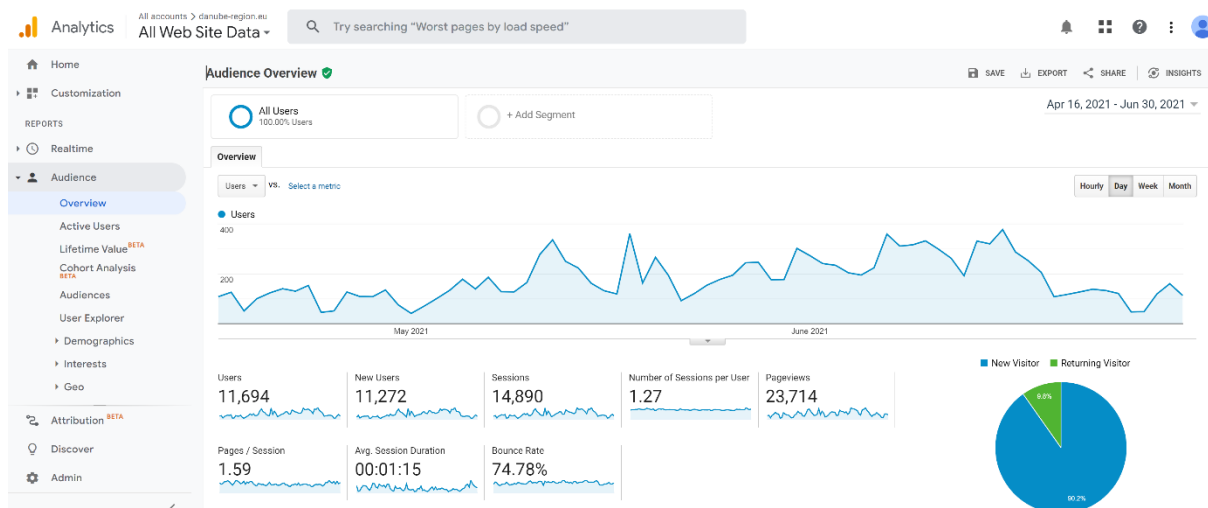 Analytics
All accounts > danube-region.eu
All Web Site Data
Try searching "Worst pages by load speed"
Home
Customization
REPORTS
Realtime
Audience
Overview
Active Users
Lifetime Value BETA
Cohort Analysis
BETA
Audiences
User Explorer
Demographics
Interests
Geo
Attribution BETA
Discover
Admin
Audience Overview
SAVE EXPORT SHARE INSIGHTS
All Users
100.00% Users
+ Add Segment
Apr 16, 2021 - Jun 30, 2021
Overview
Users VS. Select a metric
Hourly Day Week Month
Users
400
200
May 2021 June 2021
New Visitor Returning Visitor
Users New Users Sessions Number of Sessions per User Pageviews
11,694 11,272 14,890 1.27 23,714
Pages / Session Avg. Session Duration Bounce Rate
1.59 00:01:15 74.78%
9.8%
90.2%